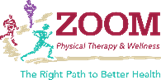 ZOOM
Physical Therapy & Wellness
The Right Path to Better Health